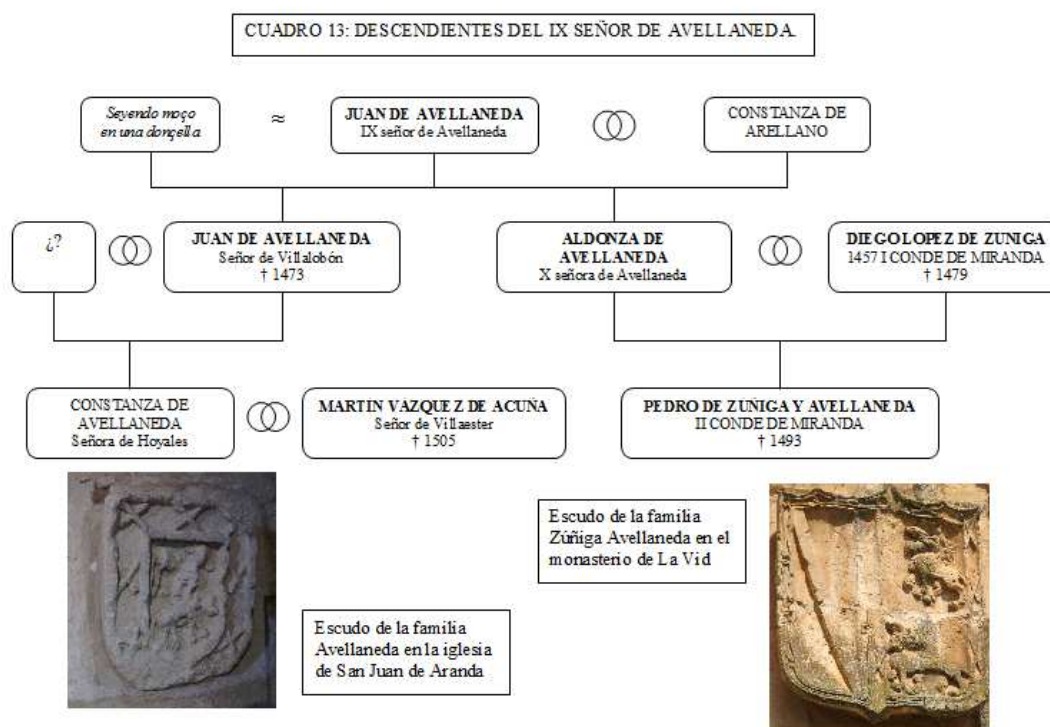 CUADRO 13: DESCENDIENTES DEL IX SEÑOR DE AVELLANEDA.
Seyendo moço
en una donçella
≈
JUAN DE AVELLANEDA
IX señor de Avellaneda
CONSTANZA DE
ARELLANO
¿?
JUAN DE AVELLANEDA
Señor de Villalobón
† 1473
ALDONZA DE
AVELLANEDA
X señora de Avellaneda
DIEGO LOPEZ DE ZUNIGA
1457 I CONDE DE MIRANDA
† 1479
CONSTANZA DE
AVELLANEDA
Señora de Hoyales
MARTÍN VÁZQUEZ DE ACUÑA
Señor de Villaester
† 1505
PEDRO DE ZUÑIGA Y AVELLANEDA
II CONDE DE MIRANDA
† 1493
Escudo de la familia
Zúñiga Avellaneda en el
monasterio de La Vid
Escudo de la familia
Avellaneda en la iglesia
de San Juan de Aranda